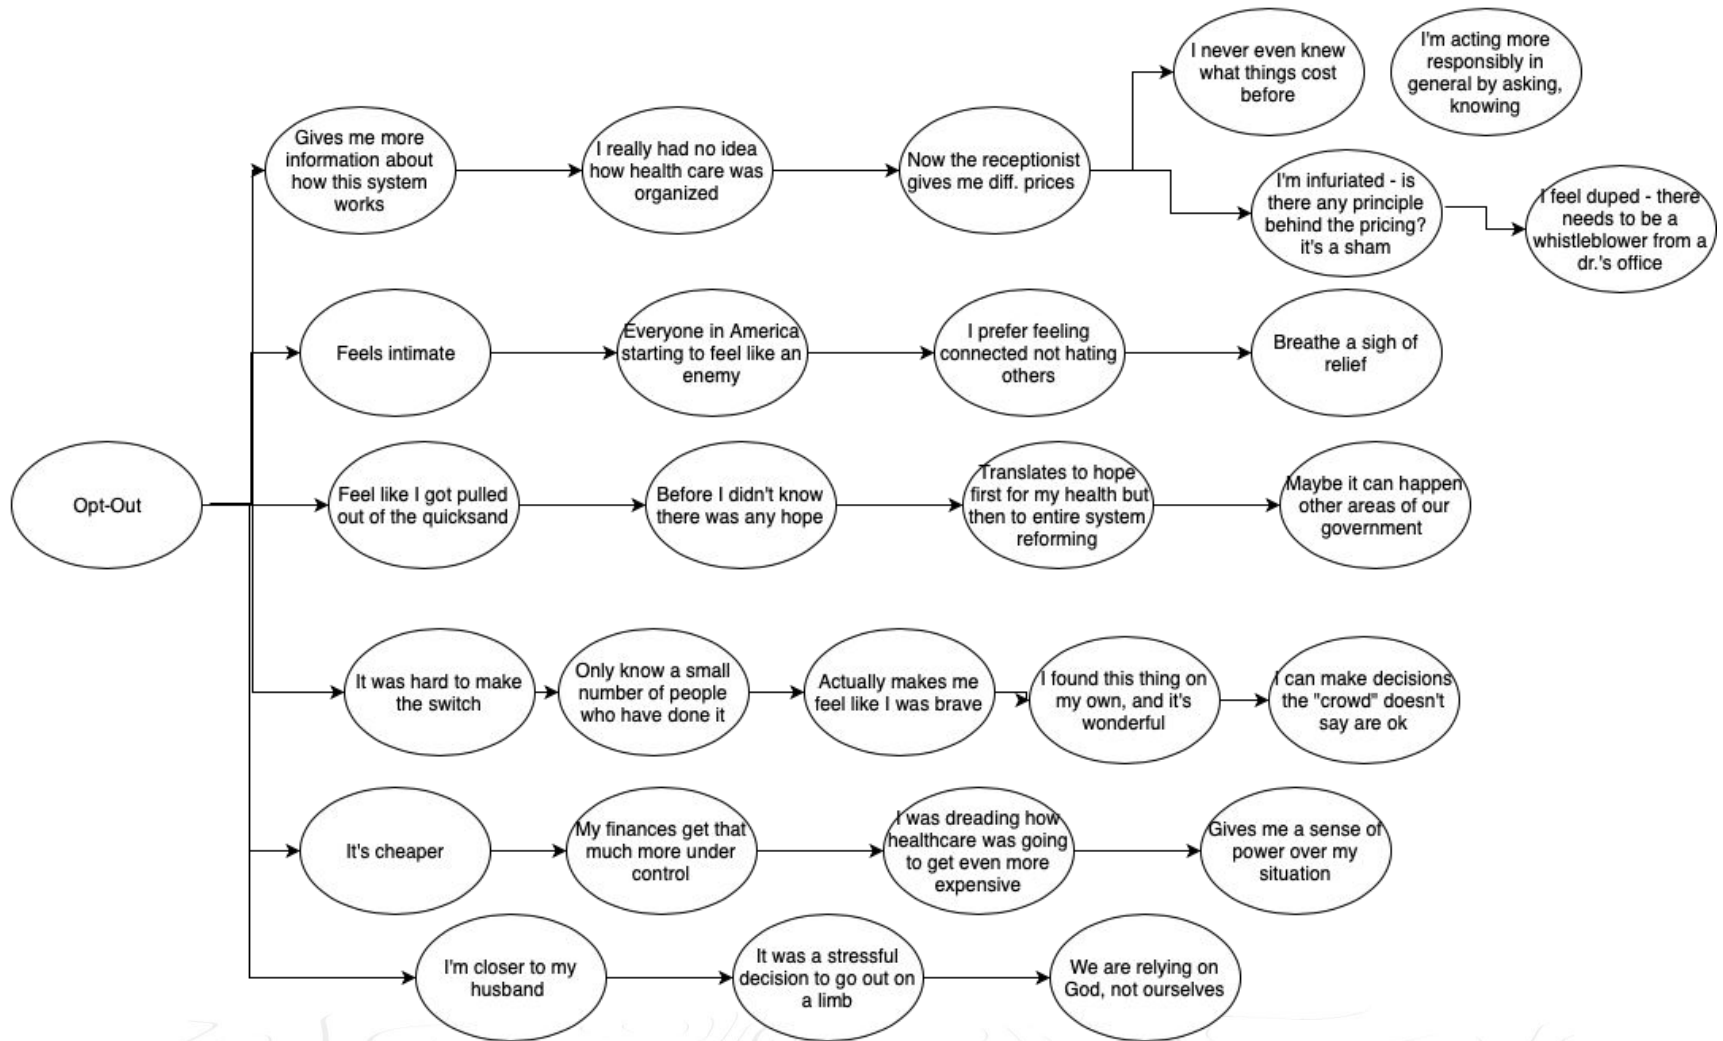 I never even knew
what things cost
before
I'm acting more
responsibly in
general by asking,
knowing
Gives me more
information about
how this system
works
I really had no idea
how health care was
organized
Now the receptionist
gives me diff. prices
I'm infuriated - is
there any principle
behind the pricing?
it's a sham
I feel duped - there
needs to be a
whistleblower from a
dr.'s office
Feels intimate
Everyone in America
starting to feel like an
enemy
I prefer feeling
connected not hating
others
Breathe a sigh of
relief
Opt-Out
Feel like I got pulled
out of the quicksand
Before I didn't know
there was any hope
Translates to hope
first for my health but
then to entire system
reforming
Maybe it can happen
other areas of our
government
It was hard to make
the switch
Only know a small
number of people
who have done it
Actually makes me
feel like I was brave
I found this thing on
my own, and it's
wonderful
I can make decisions
the "crowd" doesn't
say are ok
It's cheaper
My finances get that
much more under
control
I was dreading how
healthcare was going
to get even more
expensive
Gives me a sense of
power over my
situation
I'm closer to my
husband
It was a stressful
decision to go out on
a limb
We are relying on
God, not ourselves